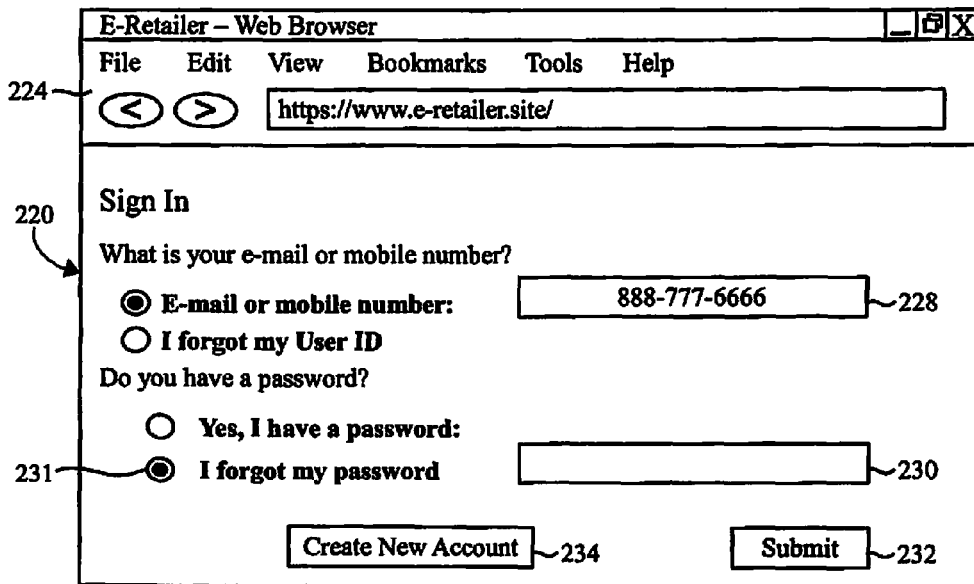 E-Retailer – Web Browser
File Edit View Bookmarks Tools Help
224
< >
https://www.e-retailer.site/
Sign In
220
What is your e-mail or mobile number?
E-mail or mobile number: 888-777-6666 228
I forgot my User ID
Do you have a password?
Yes, I have a password:
231 I forgot my password 230
Create New Account 234 Submit 232